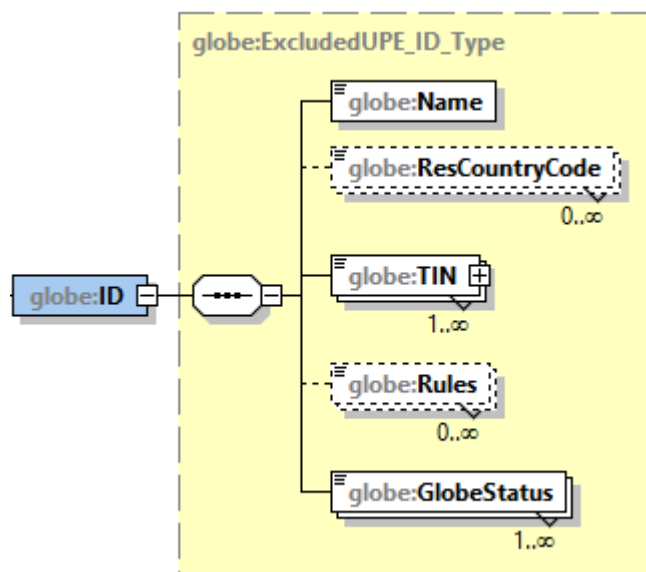 globe:ExcludedUPE_ID_Type
globe:Name
globe:ResCountryCode
0..∞
globe:ID
globe:TIN
1..∞
globe:Rules
0..∞
globe:GlobeStatus
1..∞